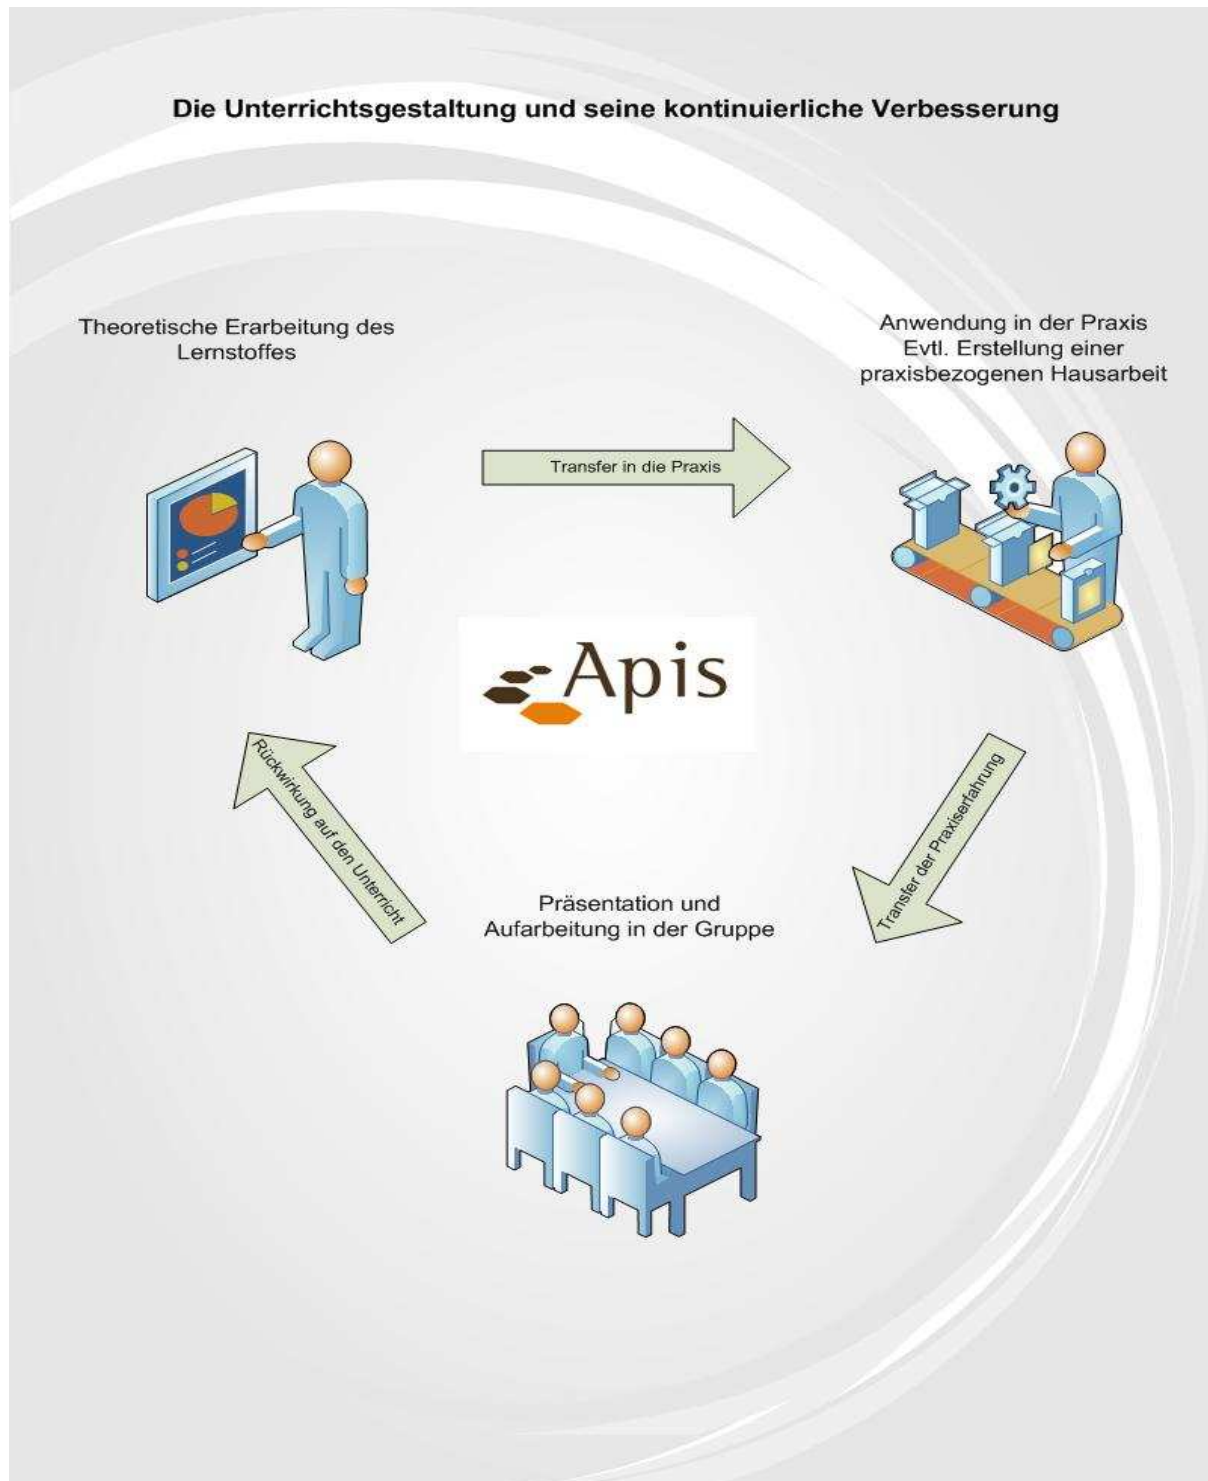 Die Unterrichtsgestaltung und seine kontinuierliche Verbesserung
Theoretische Erarbeitung des
Lernstoffes
Anwendung in der Praxis
Evtl. Erstellung einer
praxisbezogenen Hausarbeit
Transfer in die Praxis
Apis
Rückwirkung auf den Unterricht
Transfer der Praxiserfahrung
Präsentation und
Aufarbeitung in der Gruppe